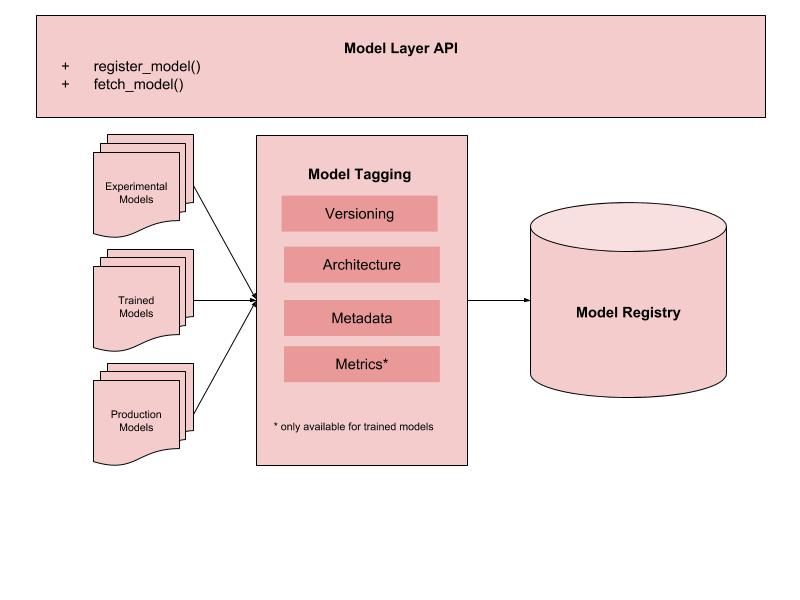 Model Layer API
+ register_model()
+ fetch_model()
Experimental
Models
Trained
Models
Production
Models
Model Tagging
Versioning
Architecture
Metadata
Metrics*
* only available for trained models
Model Registry